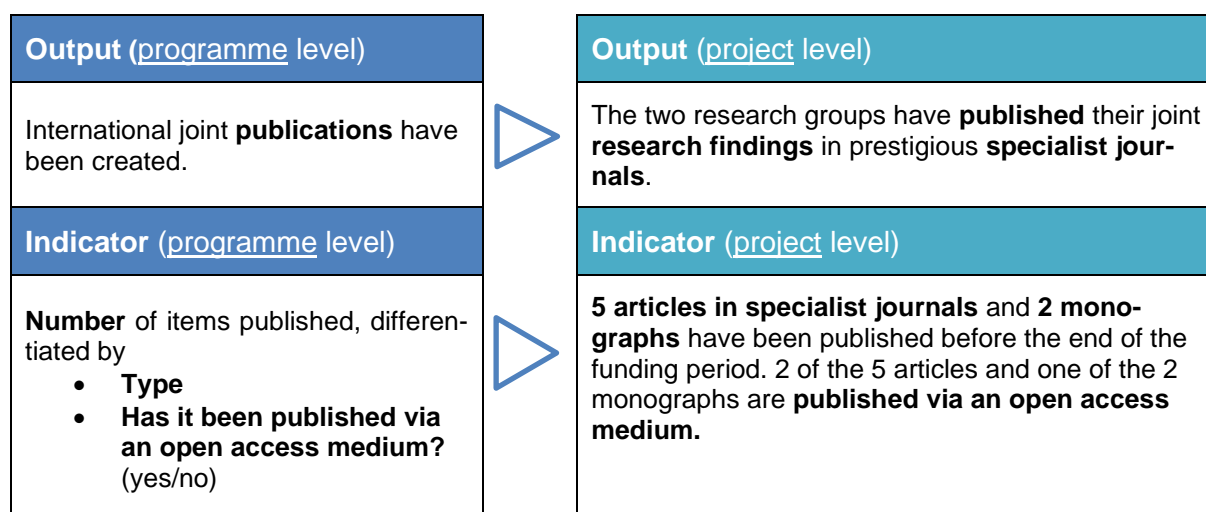 Output (programme level)
International joint publications have
been created.
Indicator (programme level)
Number of items published, differen-
tiated by
• Type
• Has it been published via
an open access medium?
(yes/no)
Output (project level)
The two research groups have published their joint
research findings in prestigious specialist jour-
nals.
Indicator (project level)
5 articles in specialist journals and 2 mono-
graphs have been published before the end of the
funding period. 2 of the 5 articles and one of the 2
monographs are published via an open access
medium.